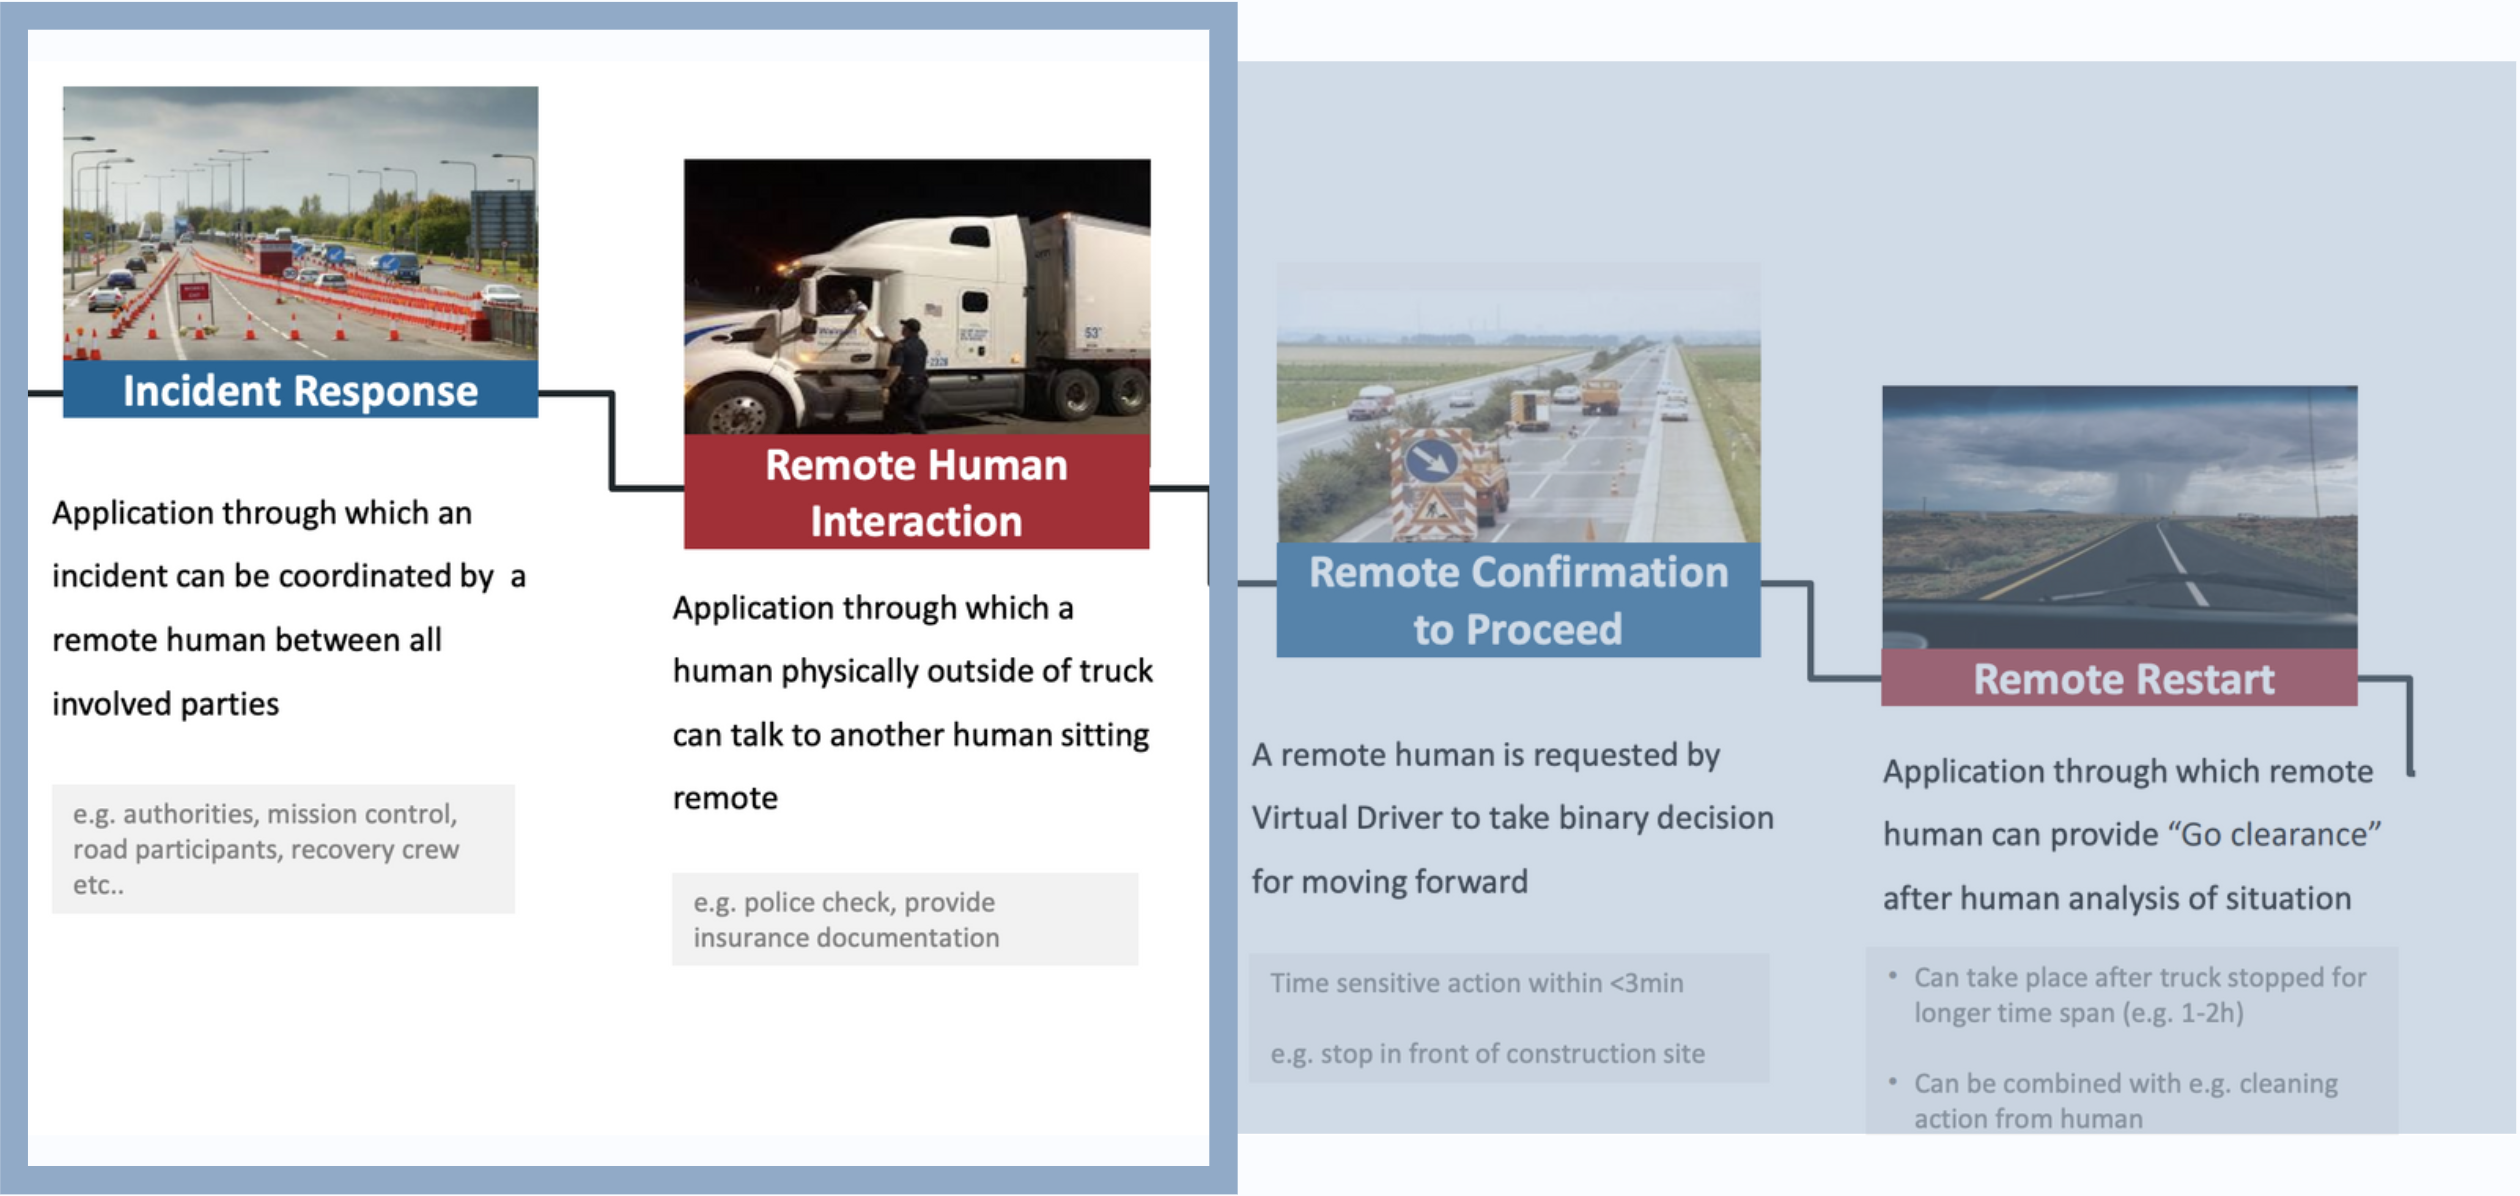 Incident Response
Application through which an
incident can be coordinated by a
remote human between all
involved parties
e.g. authorities, mission control,
road participants, recovery crew
etc..
53'
Remote Human
Interaction
Application through which a
human physically outside of truck
can talk to another human sitting
remote
e.g. police check, provide
insurance documentation
Remote Confirmation
to Proceed
A remote human is requested by
Virtual Driver to take binary decision
for moving forward
Time sensitive action within <3min
e.g. stop in front of construction site
Remote Restart
Application through which remote
human can provide “Go clearance”
after human analysis of situation
• Can take place after truck stopped for
longer time span (e.g. 1-2h)
• Can be combined with e.g. cleaning
action from human